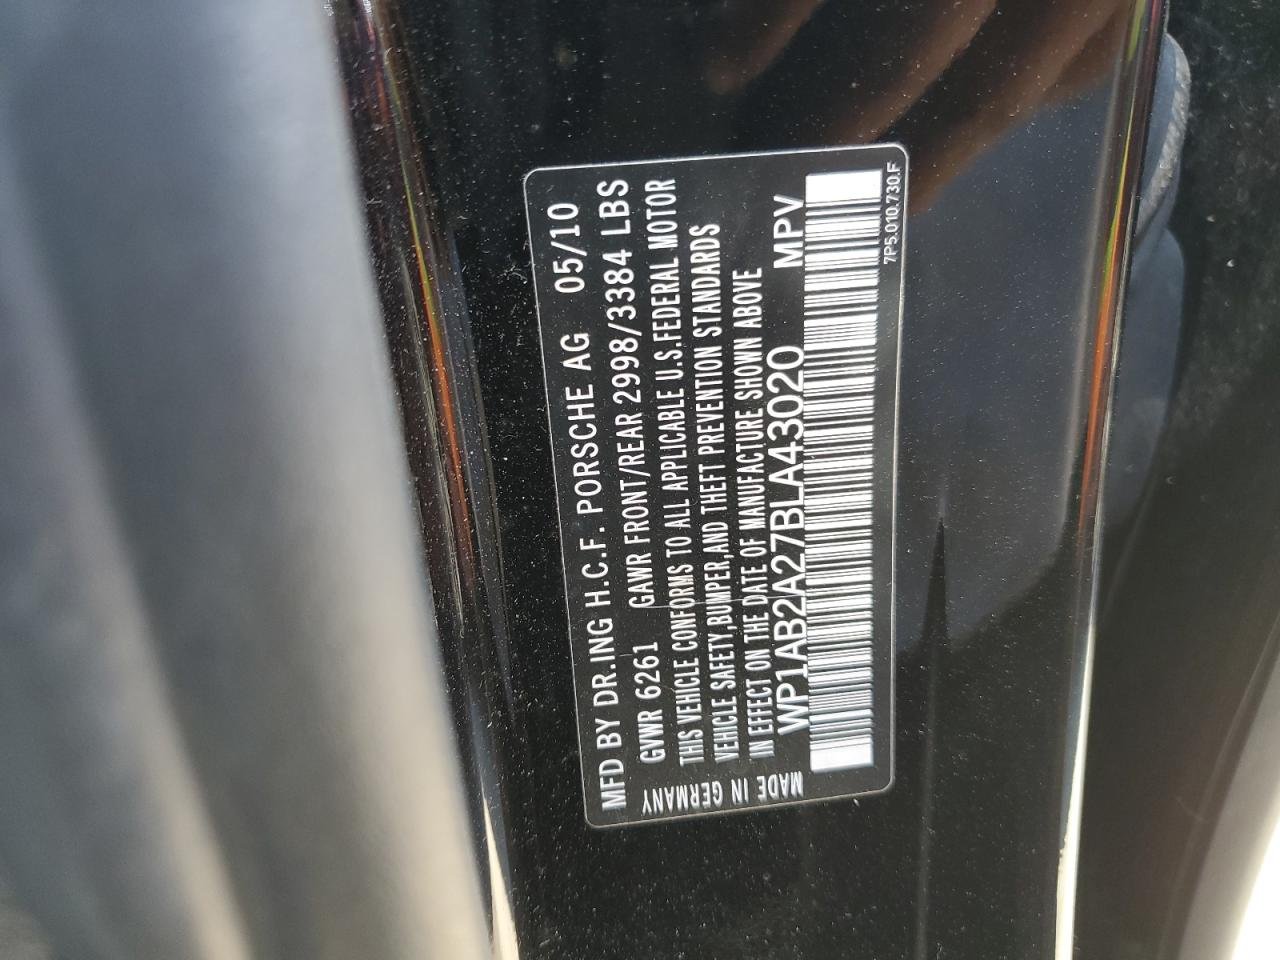 MFD BY DR.ING H.C.F. PORSCHE AG 05/10
GVWR 6261 GAWR FRONT/REAR 2998/3384 LBS
THIS VEHICLE CONFORMS TO ALL APPLICABLE U.S.FEDERAL MOTOR
VEHICLE SAFETY,BUMPER,AND THEFT PREVENTION STANDARDS
IN EFFECT ON THE DATE OF MANUFACTURE SHOWN ABOVE
WP1AB2A27BLA43020 MPV
MADE IN GERMANY
7P5.010.730.F